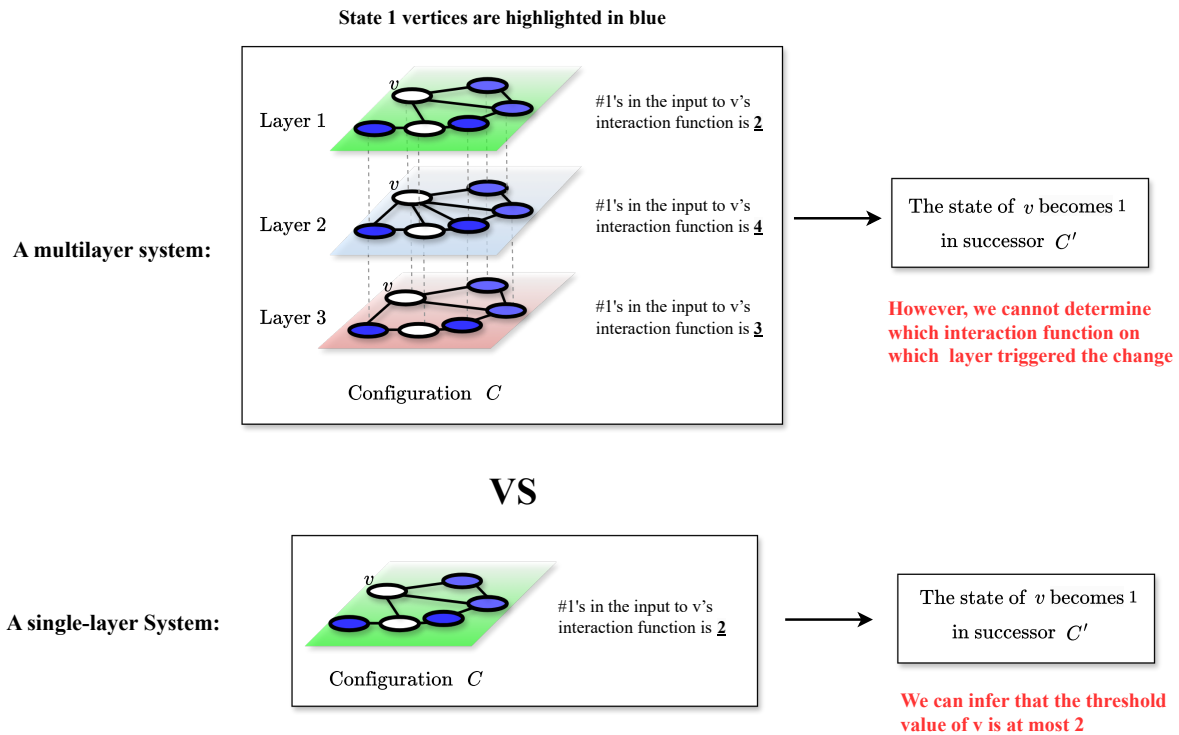 State 1 vertices are highlighted in blue
v
Layer 1
#1's in the input to v's
interaction function is 2
v
Layer 2
#1's in the input to v's
interaction function is 4
A multilayer system:
v
Layer 3
#1's in the input to v's
interaction function is 3
Configuration C
The state of v becomes 1
in successor C′
However, we cannot determine
which interaction function on
which layer triggered the change
VS
v
A single-layer System:
#1's in the input to v's
interaction function is 2
Configuration C
The state of v becomes 1
in successor C′
We can infer that the threshold
value of v is at most 2